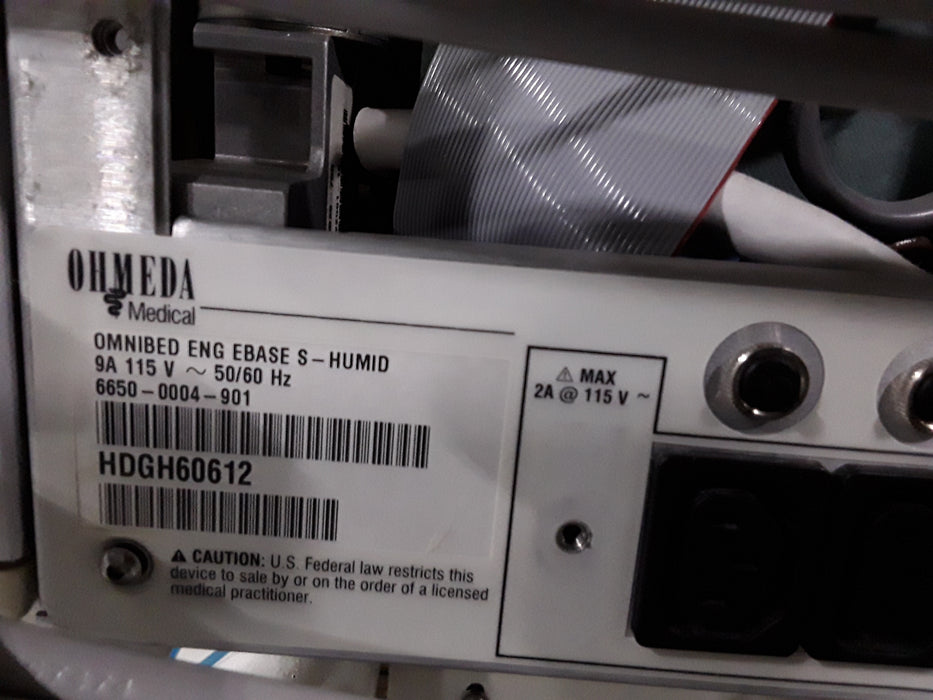 OHMEDA
Medical
OMNIBED ENG EBASE S-HUMID
9A 115 V ~ 50/60 Hz
6650-0004-901
HDGH60612
⚠ CAUTION: U.S. Federal law restricts this
device to sale by or on the order of a licensed
medical practitioner.
⚠ MAX
2A @ 115 V ~